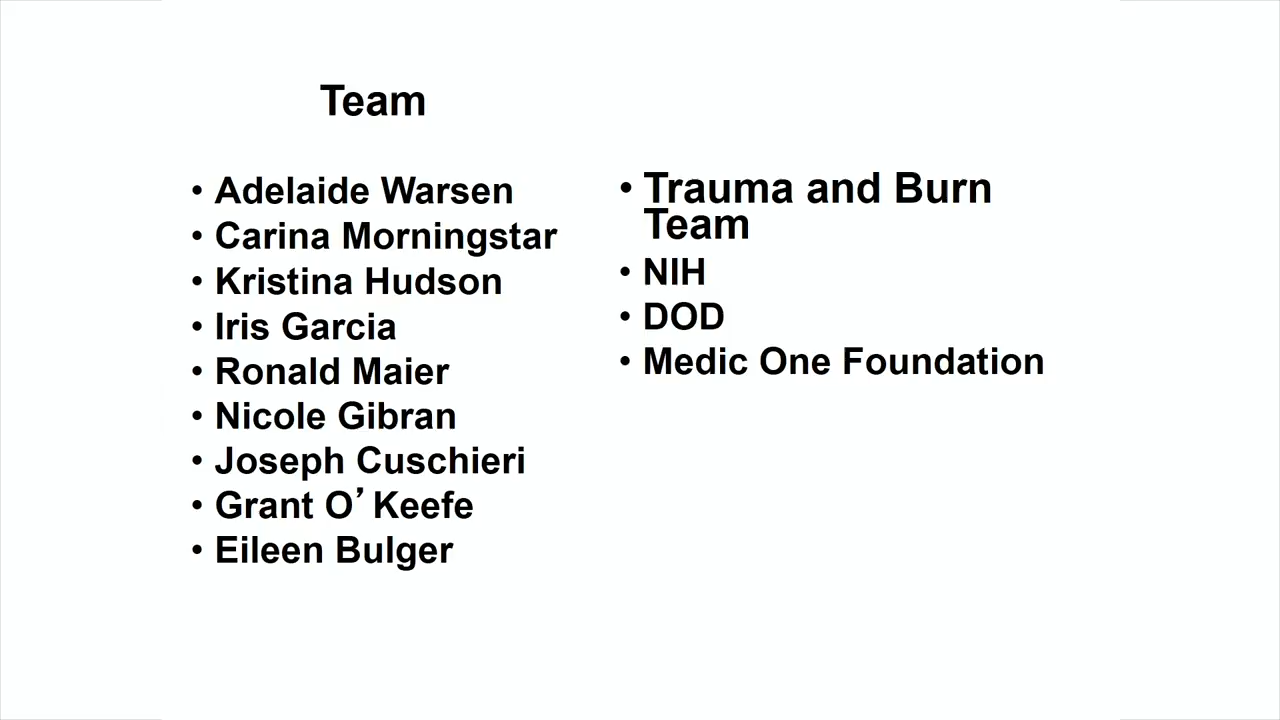 Team
• Adelaide Warsen
• Carina Morningstar
• Kristina Hudson
• Iris Garcia
• Ronald Maier
• Nicole Gibran
• Joseph Cuschieri
• Grant O’Keefe
• Eileen Bulger
• Trauma and Burn
Team
• NIH
• DOD
• Medic One Foundation